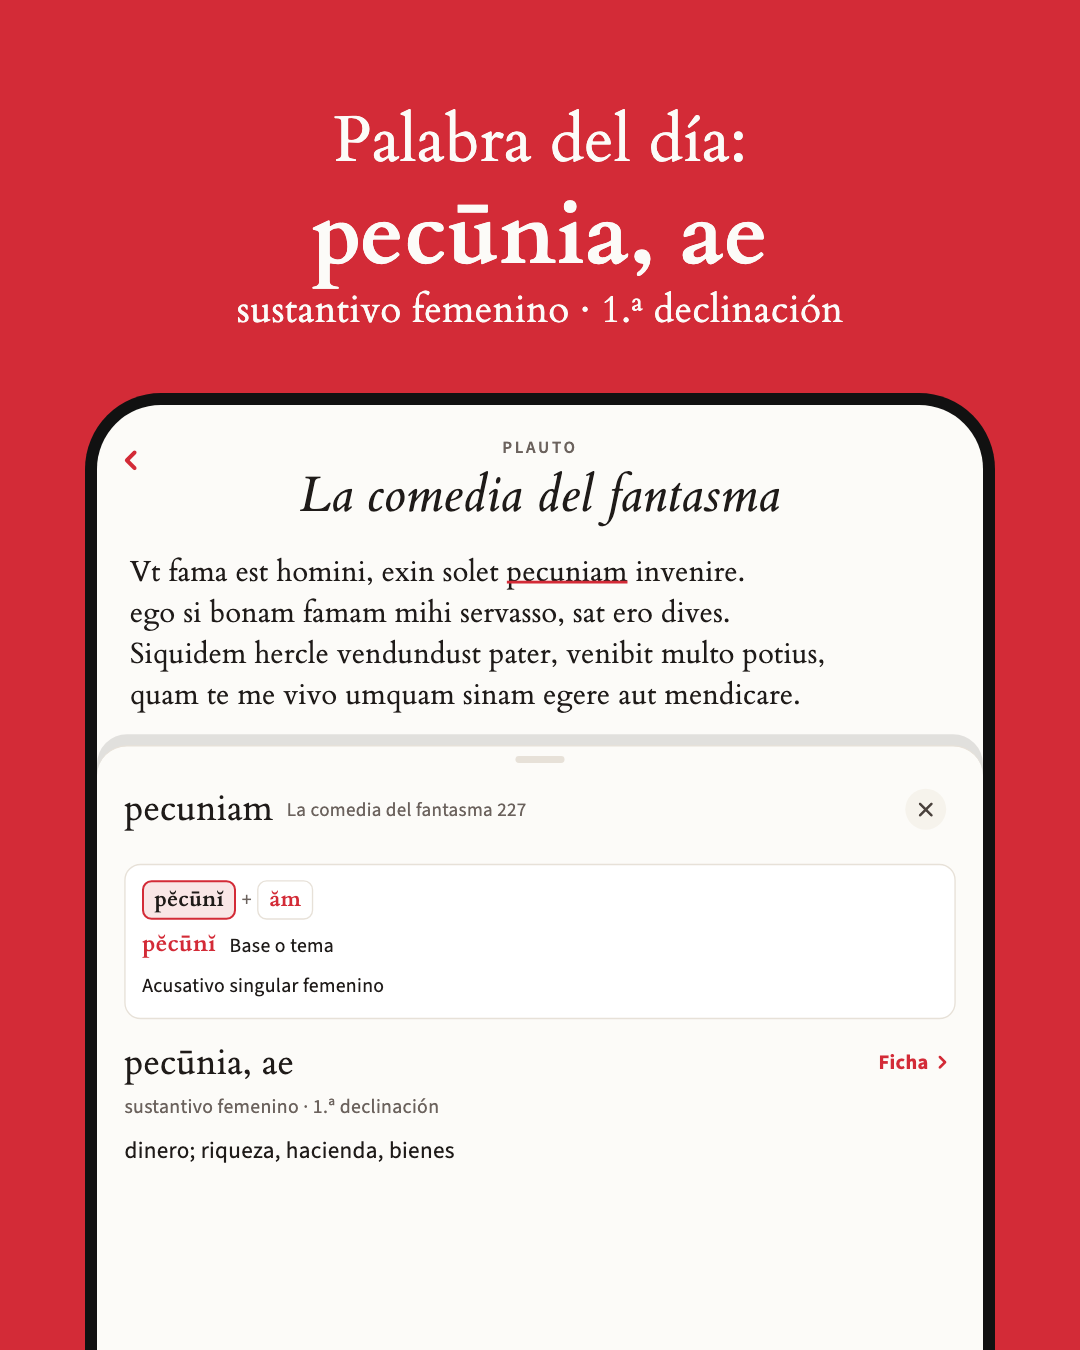 Palabra del día:
pecūnia, ae
sustantivo femenino · 1.ª declinación
PLAUTO
La comedia del fantasma
Vt fama est homini, exin solet pecuniam invenire.
ego si bonam famam mihi servasso, sat ero dives.
Siquidem hercle vendundust pater, venibit multo potius,
quam te me vivo umquam sinam egere aut mendicare.
pecuniam La comedia del fantasma 227
pĕcūnĭ + ăm
pĕcūnĭ Base o tema
Acusativo singular femenino
pecūnia, ae Ficha
sustantivo femenino · 1.ª declinación
dinero; riqueza, hacienda, bienes